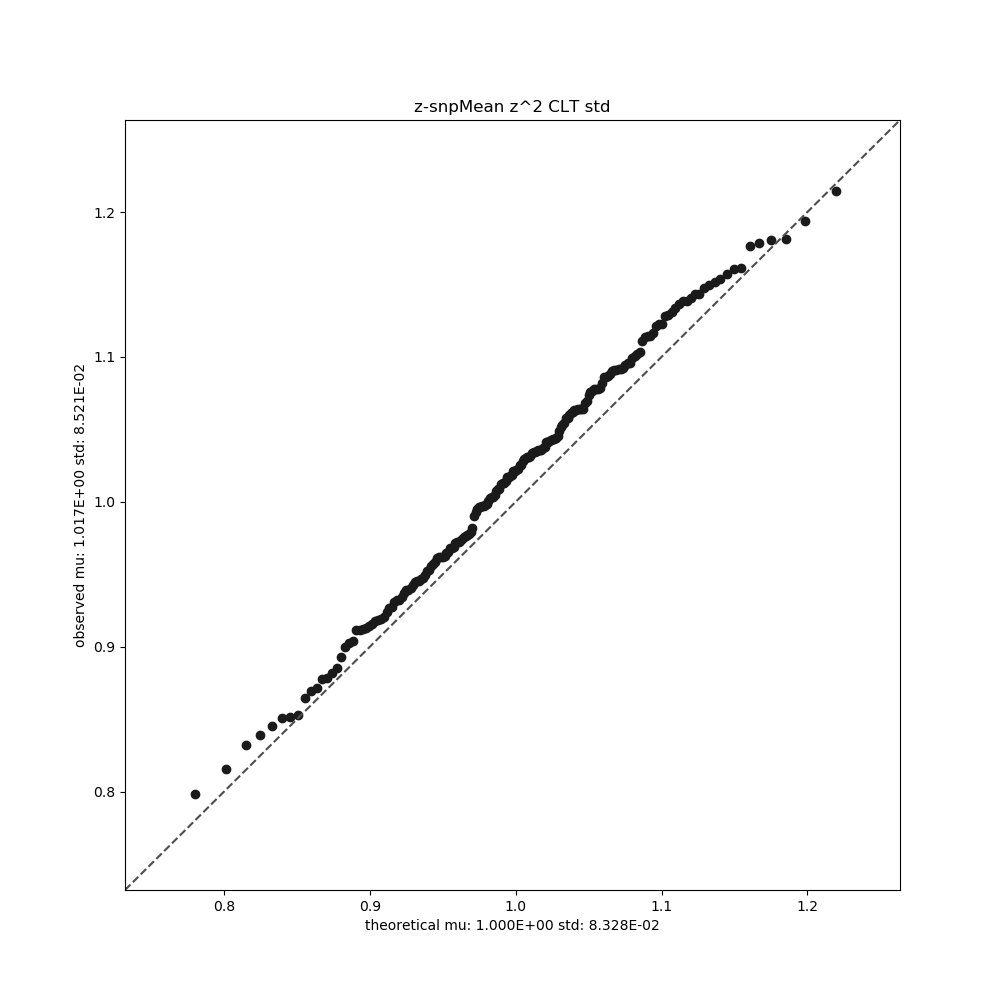 z-snpMean z^2 CLT std
observed mu: 1.017E+00 std: 8.521E-02
1.2
1.1
1.0
0.9
0.8
0.8 0.9 1.0 1.1 1.2
theoretical mu: 1.000E+00 std: 8.328E-02